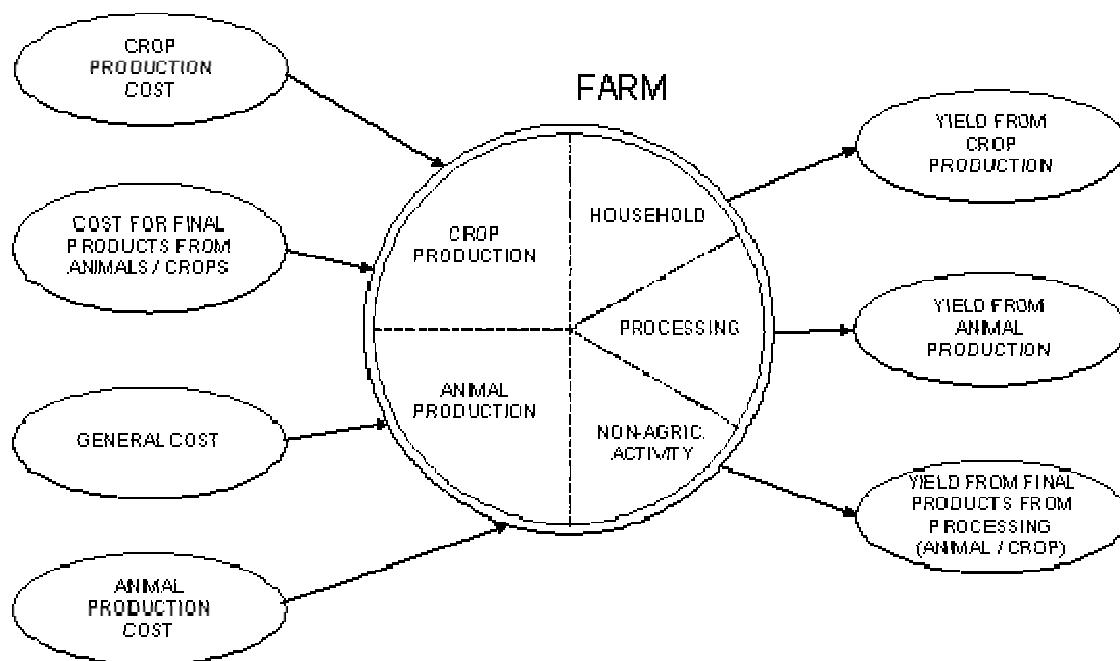 CROP
PRODUCTION
COST
COST FOR FINAL
PRODUCTS FROM
ANIMALS / CROPS
GENERAL COST
ANIMAL
PRODUCTION
COST
FARM
CROP
PRODUCTION
HOUSEHOLD
PROCESSING
ANIMAL
PRODUCTION
NON-AGRIC.
ACTIVITY
YIELD FROM
CROP
PRODUCTION
YIELD FROM
ANIMAL
PRODUCTION
YIELD FROM FINAL
PRODUCTS FROM
PROCESSING
(ANIMAL / CROP)